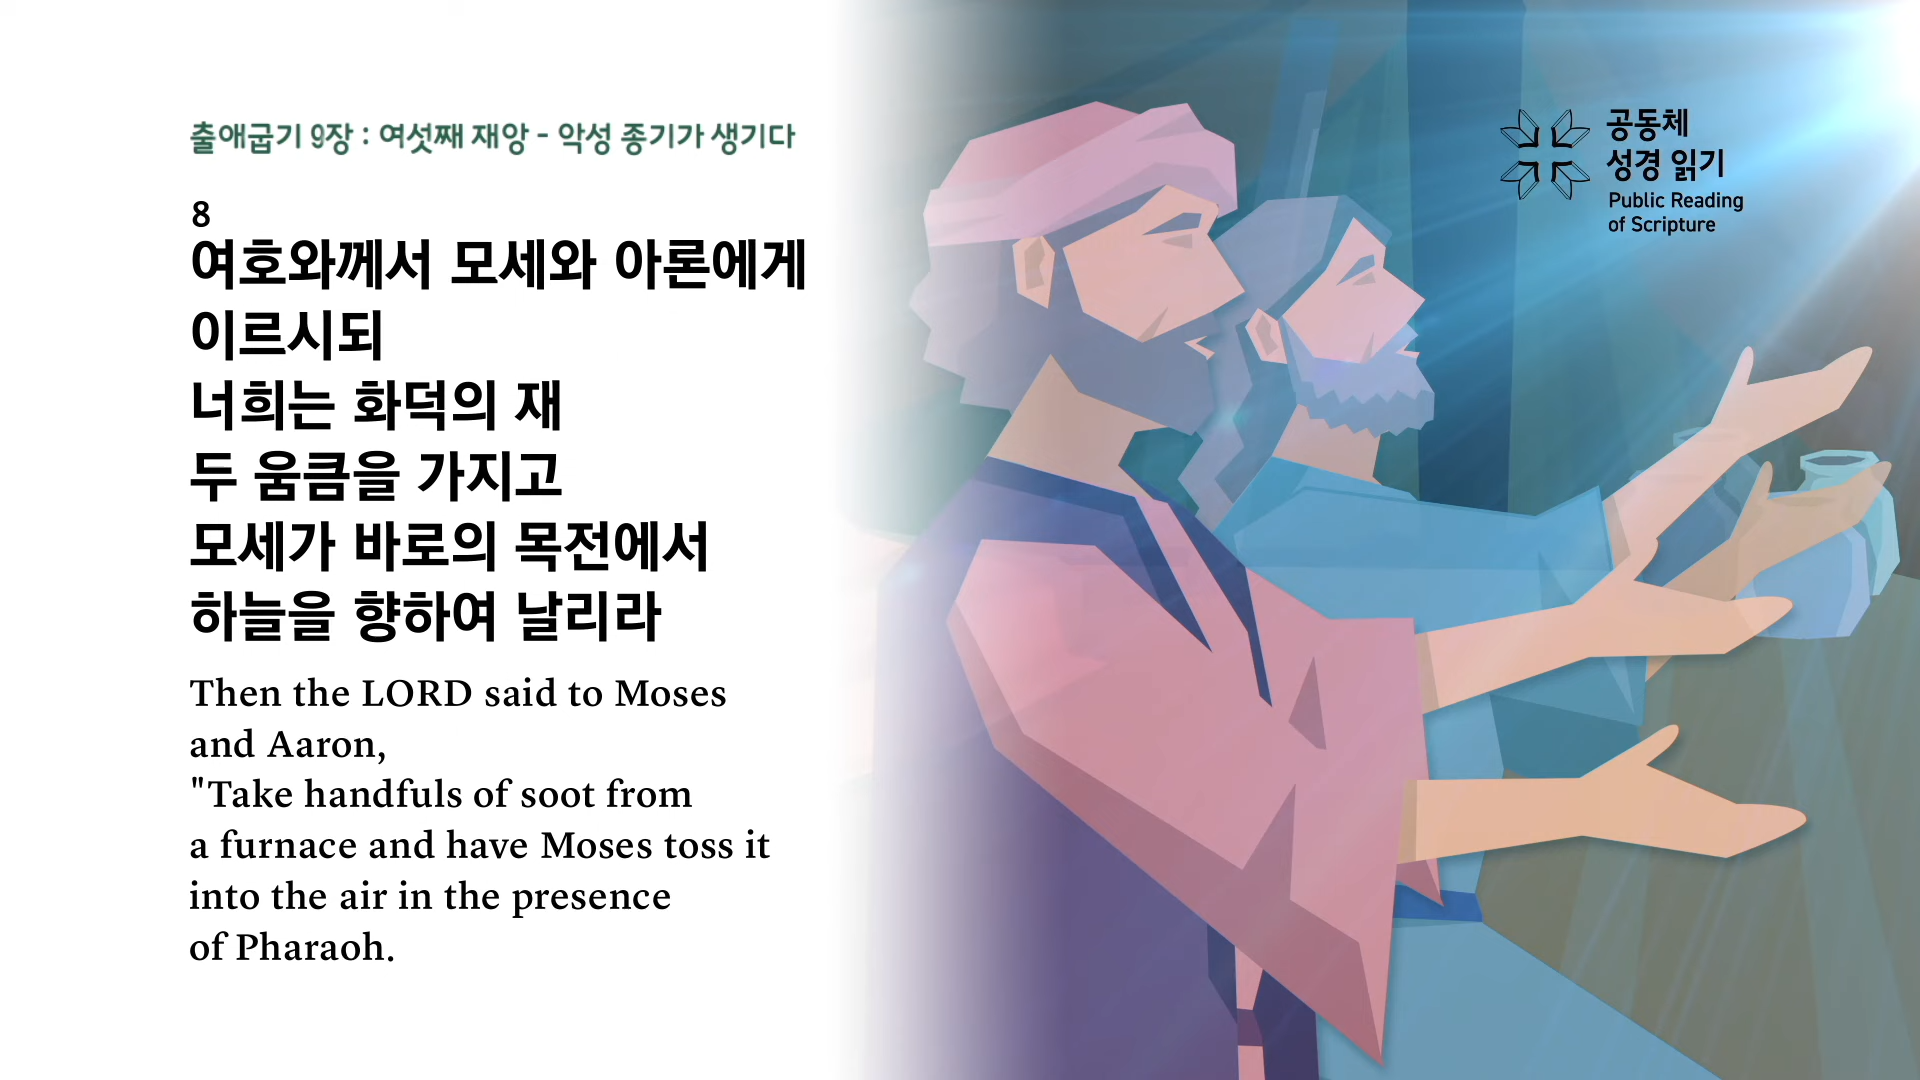 출애굽기 9장 : 여섯째 재앙 - 악성 종기가 생기다
8
여호와께서 모세와 아론에게
이르시되
너희는 화덕의 재
두 움큼을 가지고
모세가 바로의 목전에서
하늘을 향하여 날리라
Then the LORD said to Moses
and Aaron,
"Take handfuls of soot from
a furnace and have Moses toss it
into the air in the presence
of Pharaoh.
공동체
성경 읽기
Public Reading
of Scripture